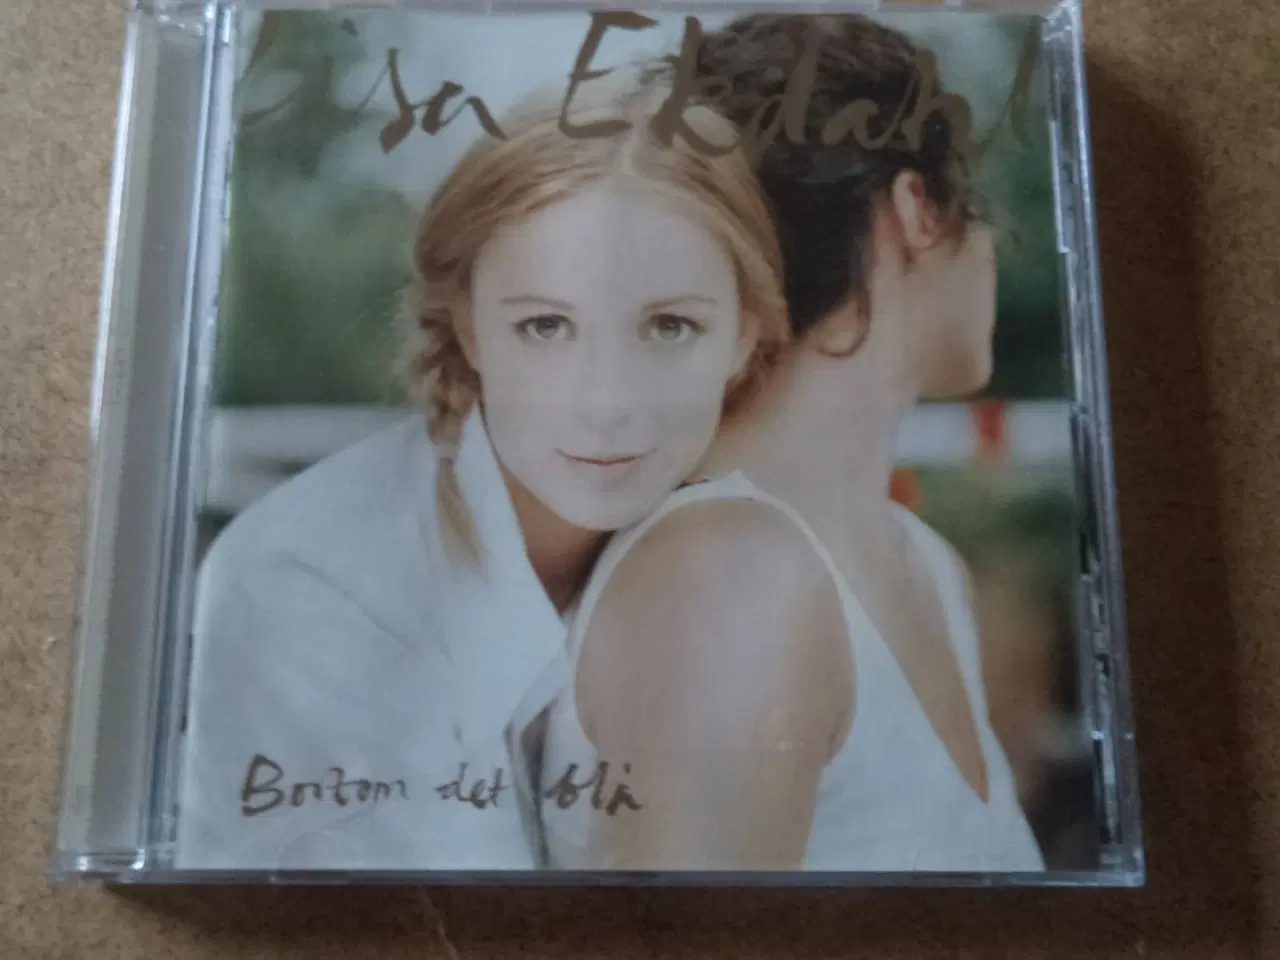 Lisa Ekdahl
Bortom det blå